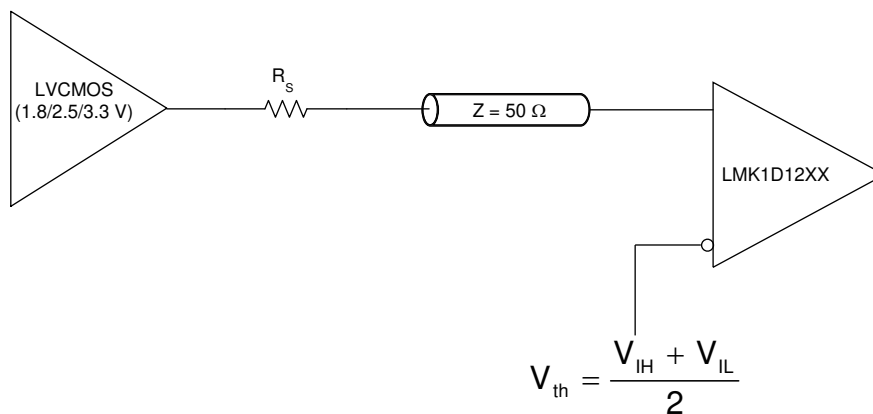 R_S
LVCMOS
(1.8/2.5/3.3 V)
Z = 50 Ω
LMK1D12XX
V_th = (V_IH + V_IL) / 2